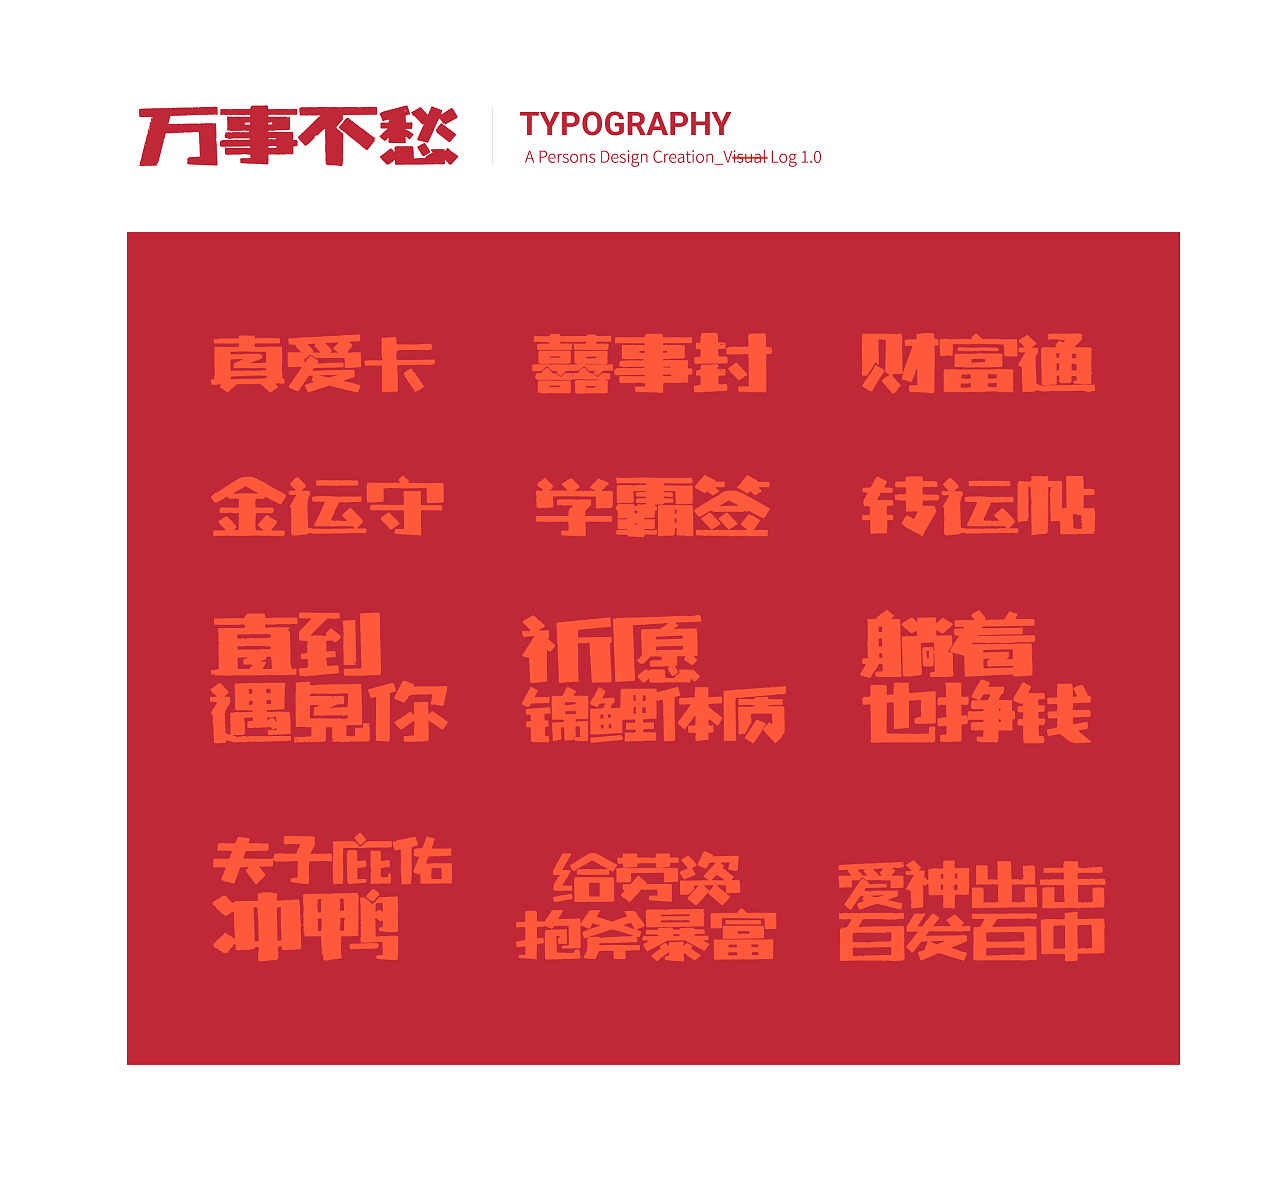 万事不愁
TYPOGRAPHY
A Persons Design Creation_Visual Log 1.0
真爱卡
囍事封
财富通
金运守
学霸签
转运帖
直到
遇见你
祈愿
锦鲤体质
躺着
也挣钱
夫子庇佑
冲鸭
给劳资
抱斧暴富
爱神出击
百发百中